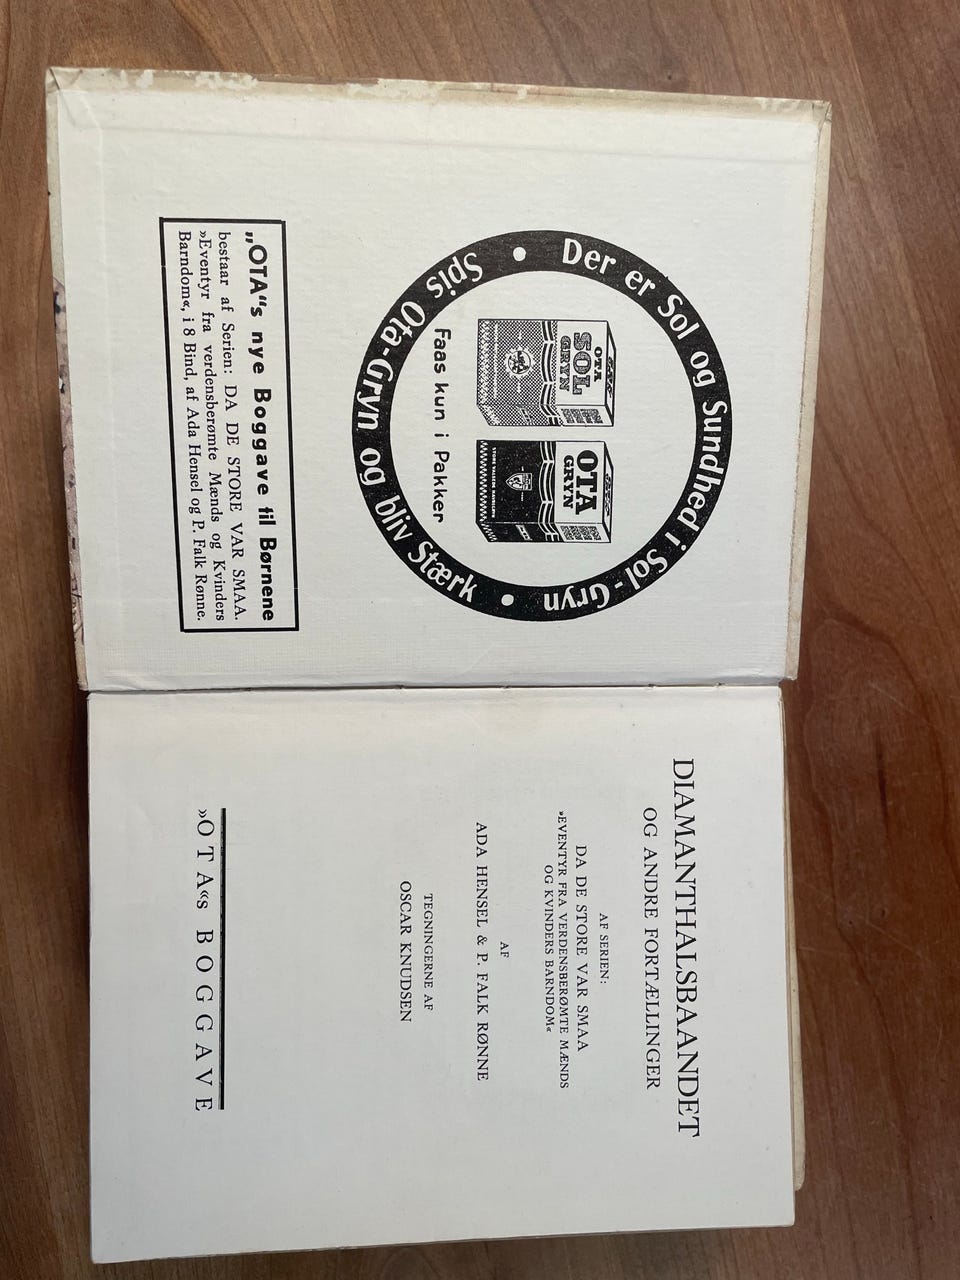 Der er Sol og Sundhed i Sol-Gryn
OTA
SOL
GRYN
OTA
GRYN
STORE VALSEDE HAVREGRYN
Faas kun i Pakker
Spis Ota-Gryn og bliv Stærk
„OTA“s nye Boggave til Børnene
bestaar af Serien: DA DE STORE VAR SMAA.
»Eventyr fra verdensberømte Mænds og Kvinders
Barndom«, i 8 Bind, af Ada Hensel og P. Falk Rønne.
DIAMANTHALSBAANDET
OG ANDRE FORTÆLLINGER
AF SERIEN:
DA DE STORE VAR SMAA
»EVENTYR FRA VERDENSBERØMTE MÆNDS
OG KVINDERS BARNDOM«
AF
ADA HENSEL & P. FALK RØNNE
TEGNINGERNE AF
OSCAR KNUDSEN
»OTA«s BOGGAVE